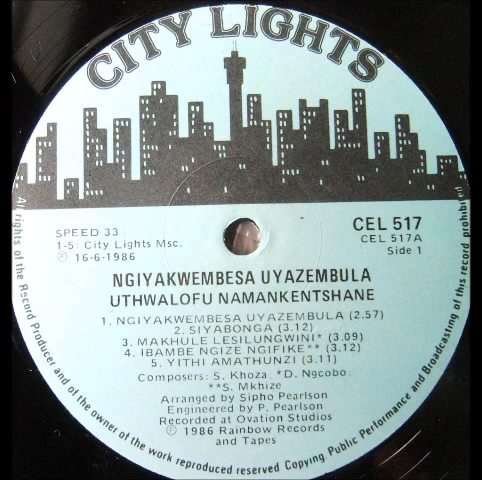 CITY LIGHTS
SPEED 33
1-5: City Lights Msc.
℗ 16-6-1986
CEL 517
CEL 517A
Side 1
NGIYAKWEMBESA UYAZEMBULA
UTHWALOFU NAMANKENTSHANE
1. NGIYAKWEMBESA UYAZEMBULA (2.57)
2. SIYABONGA (3.12)
3. MAKHULE LESILUNGWINI* (3.09)
4. IBAMBE NGIZE NGIFIKE** (3.12)
5. YITHI AMATHUNZI (3.11)
Composers: S. Khoza, *D. Ngcobo:
**S. Mkhize
Arranged by Sipho Pearlson
Engineered by P. Pearlson
Recorded at Ovation Studios
℗ 1986 Rainbow Records
and Tapes
All rights of the Record Producer and of the owner of the work reproduced reserved. Copying, Public Performance and Broadcasting of this record prohibited